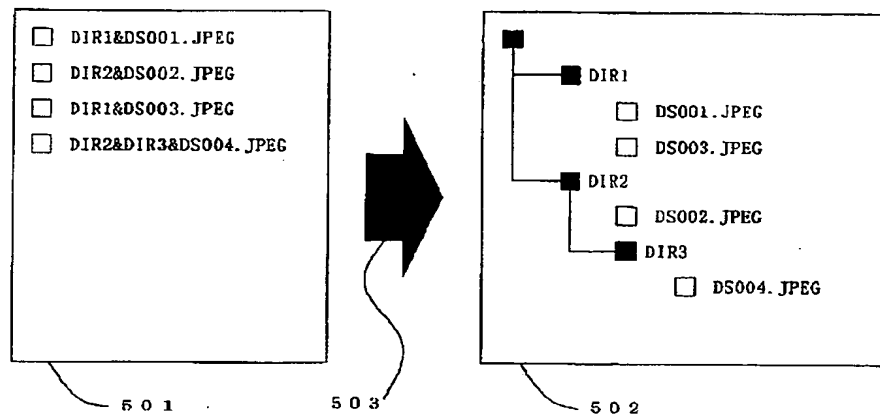 DIR1&DS001.JPEG
DIR2&DS002.JPEG
DIR1&DS003.JPEG
DIR2&DIR3&DS004.JPEG
DIR1
DS001.JPEG
DS003.JPEG
DIR2
DS002.JPEG
DIR3
DS004.JPEG
501
503
502